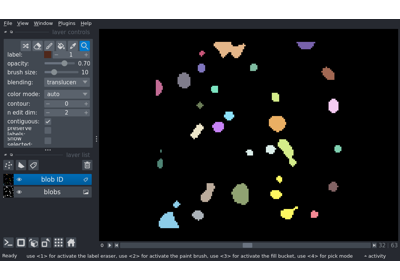 File View Window Plugins Help
layer controls
label: 1
opacity: 0.70
brush size: 10
blending: translucen
color mode: auto
contour: 0
n edit dim: 2
contiguous: ✓
preserve labels:
show selected:
layer list
blob ID
blobs
0 32 63
Ready use <1> for activate the label eraser, use <2> for activate the paint brush, use <3> for activate the fill bucket, use <4> for pick mode activity